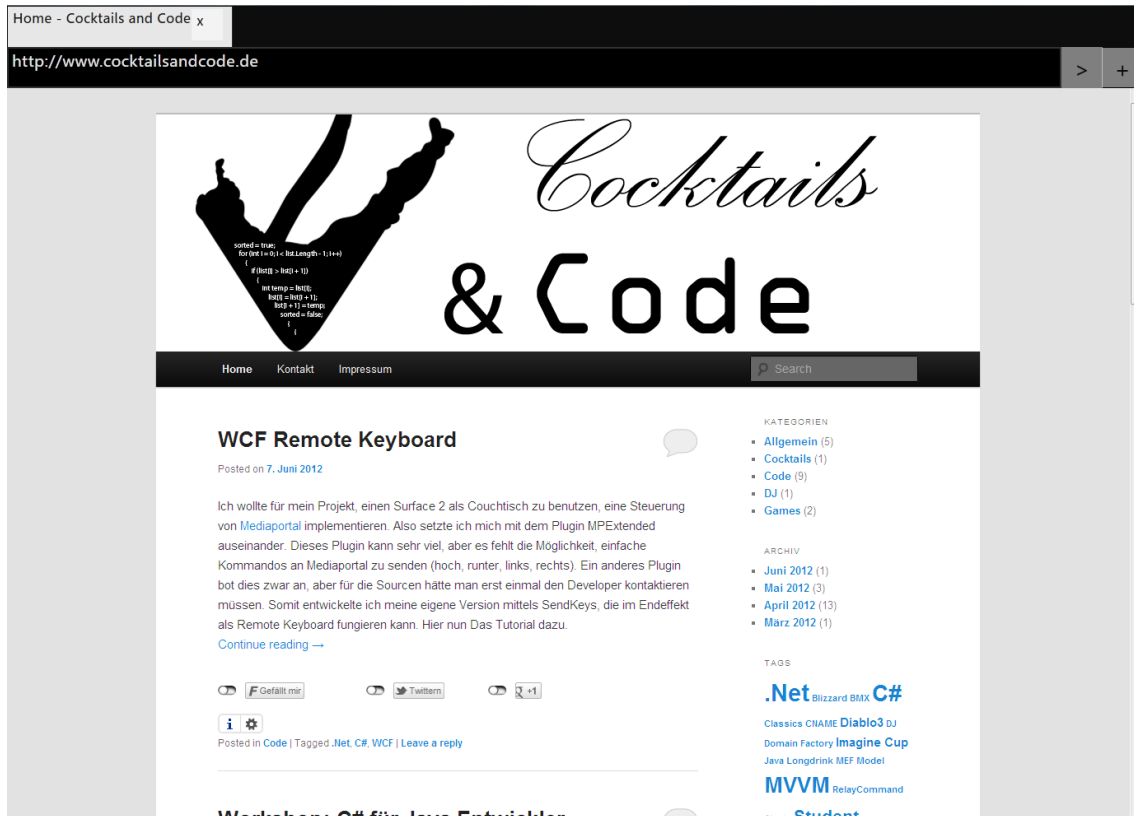 Home - Cocktails and Code x
http://www.cocktailsandcode.de
> +
Cocktails
& Code
sorted = true;
for (int i = 0; i < list.Length - 1; i++)
{
if (list[i] > list[i + 1])
{
int temp = list[i];
list[i] = list[i + 1];
list[i + 1] = temp;
sorted = false;
{
{
Home Kontakt Impressum
Search
WCF Remote Keyboard
Posted on 7. Juni 2012
Ich wollte für mein Projekt, einen Surface 2 als Couchtisch zu benutzen, eine Steuerung
von Mediaportal implementieren. Also setzte ich mich mit dem Plugin MPExtended
auseinander. Dieses Plugin kann sehr viel, aber es fehlt die Möglichkeit, einfache
Kommandos an Mediaportal zu senden (hoch, runter, links, rechts). Ein anderes Plugin
bot dies zwar an, aber für die Sourcen hätte man erst einmal den Developer kontaktieren
müssen. Somit entwickelte ich meine eigene Version mittels SendKeys, die im Endeffekt
als Remote Keyboard fungieren kann. Hier nun Das Tutorial dazu.
Continue reading →
Gefällt mir Twittern +1
Posted in Code | Tagged .Net, C#, WCF | Leave a reply
Workshop: C# für Java Entwickler
KATEGORIEN
Allgemein (5)
Cocktails (1)
Code (9)
DJ (1)
Games (2)
ARCHIV
Juni 2012 (1)
Mai 2012 (3)
April 2012 (13)
März 2012 (1)
TAGS
.Net Blizzard BMX C#
Classics CNAME Diablo3 DJ
Domain Factory Imagine Cup
Java Longdrink MEF Model
MVVM RelayCommand
Student